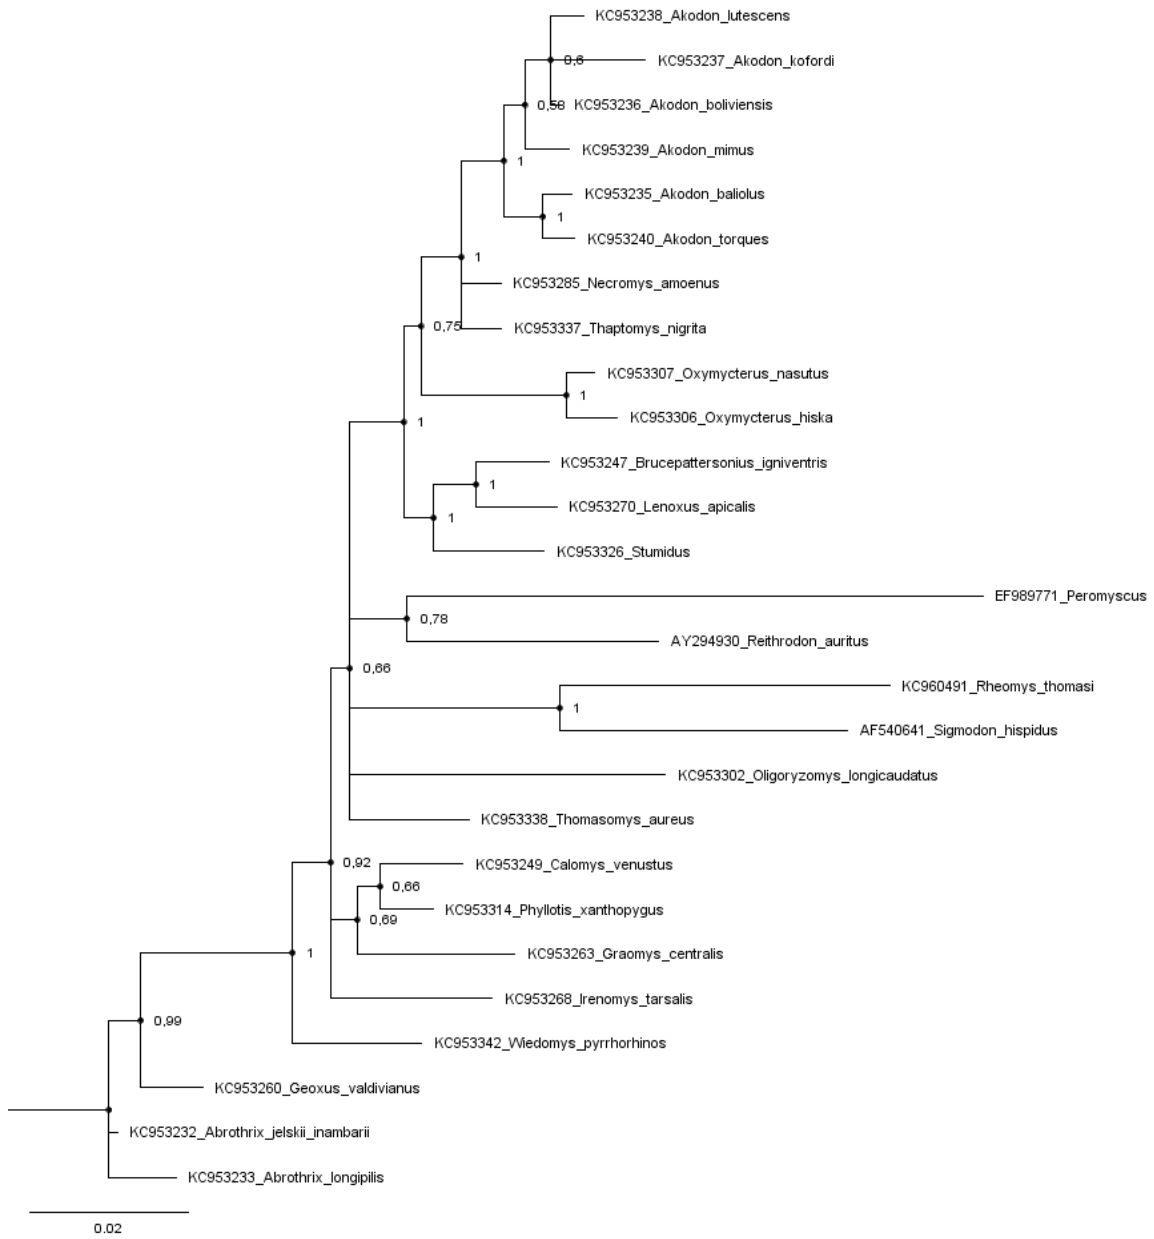 KC953238_Akodon_lutescens
0,6
KC953237_Akodon_kofordi
0,58
KC953236_Akodon_boliviensis
KC953239_Akodon_mimus
1
KC953235_Akodon_baliolus
1
KC953240_Akodon_torques
1
KC953285_Necromys_amoenus
0,75
KC953337_Thaptomys_nigrita
KC953307_Oxymycterus_nasutus
1
KC953306_Oxymycterus_hiska
1
KC953247_Brucepattersonius_igniventris
1
KC953270_Lenoxus_apicalis
1
KC953326_Stumidus
EF989771_Peromyscus
0,78
AY294930_Reithrodon_auritus
0,66
KC960491_Rheomys_thomasi
1
AF540641_Sigmodon_hispidus
KC953302_Oligoryzomys_longicaudatus
KC953338_Thomasomys_aureus
0,92
KC953249_Calomys_venustus
0,66
KC953314_Phyllotis_xanthopygus
0,69
KC953263_Graomys_centralis
1
KC953268_Irenomys_tarsalis
0,99
KC953342_Wiedomys_pyrrhorhinos
KC953260_Geoxus_valdivianus
KC953232_Abrothrix_jelskii_inambarii
KC953233_Abrothrix_longipilis
0.02